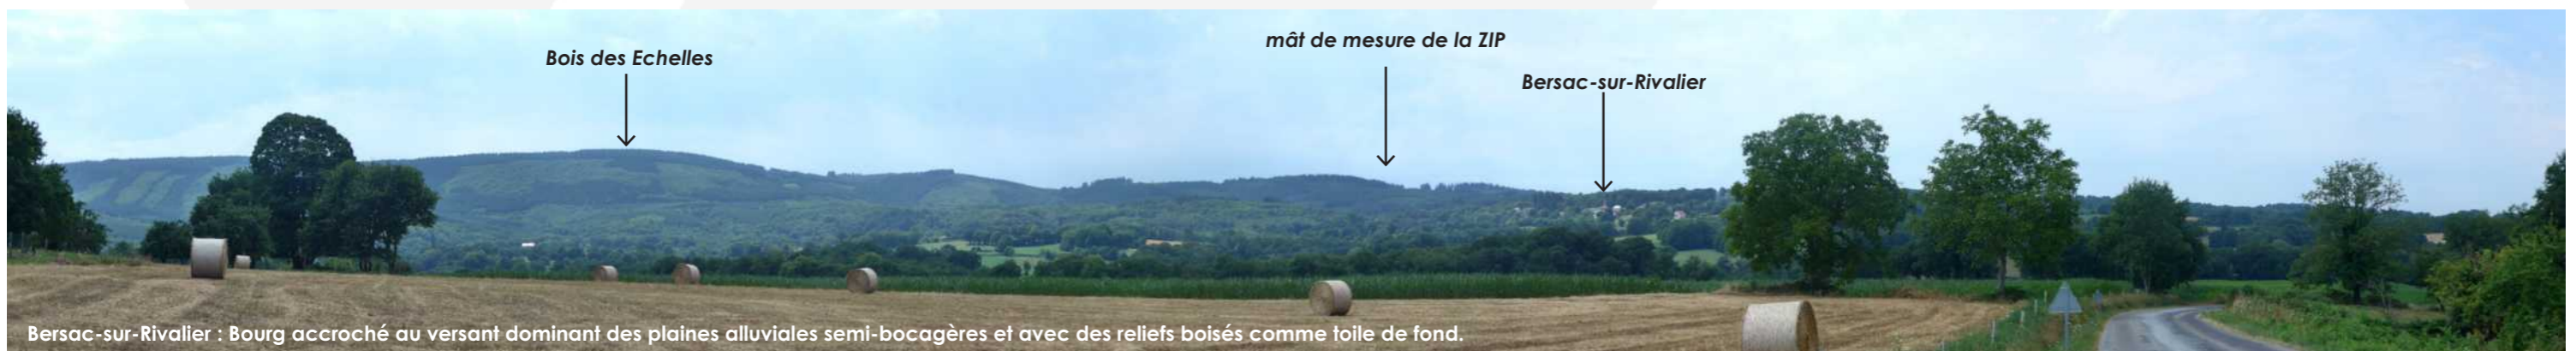 mât de mesure de la ZIP
Bois des Echelles
Bersac-sur-Rivalier
Bersac-sur-Rivalier : Bourg accroché au versant dominant des plaines alluviales semi-bocagères et avec des reliefs boisés comme toile de fond.